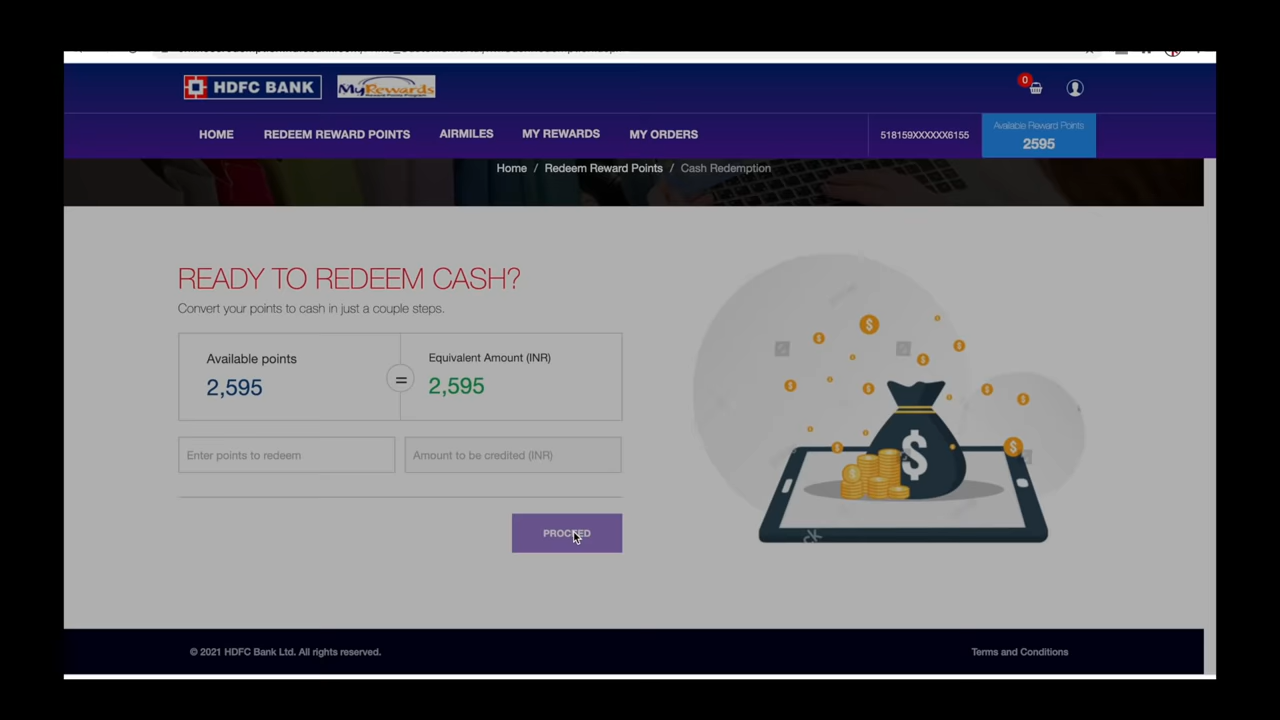 HDFC BANK
MyRewards
0
HOME
REDEEM REWARD POINTS
AIRMILES
MY REWARDS
MY ORDERS
518159XXXXXX6155
Available Reward Points
2595
Home / Redeem Reward Points / Cash Redemption
READY TO REDEEM CASH?
Convert your points to cash in just a couple steps.
Available points
2,595
=
Equivalent Amount (INR)
2,595
Enter points to redeem
Amount to be credited (INR)
PROCEED
© 2021 HDFC Bank Ltd. All rights reserved.
Terms and Conditions